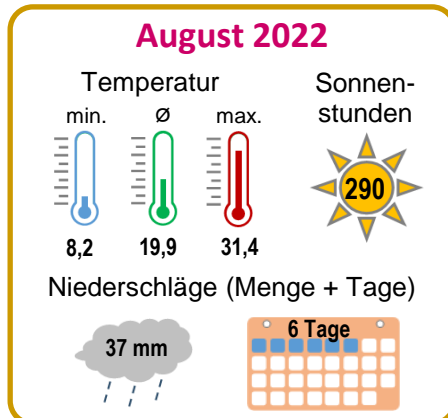 August 2022
Temperatur
min. Ø max.
8,2 19,9 31,4
Sonnen-
stunden
290
Niederschläge (Menge + Tage)
37 mm
6 Tage